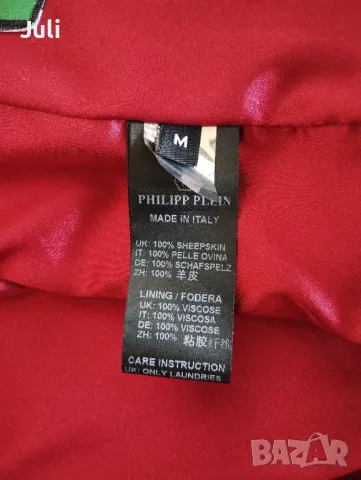 Juli
M
PHILIPP PLEIN
MADE IN ITALY
UK: 100% SHEEPSKIN
IT: 100% PELLE OVINA
DE: 100% SCHAFSPELZ
ZH: 100% 羊皮
LINING / FODERA
UK: 100% VISCOSE
IT: 100% VISCOSA
DE: 100% VISCOSE
ZH: 100% 粘胶纤维
CARE INSTRUCTION
UK: ONLY LAUNDRIES
BAZAR